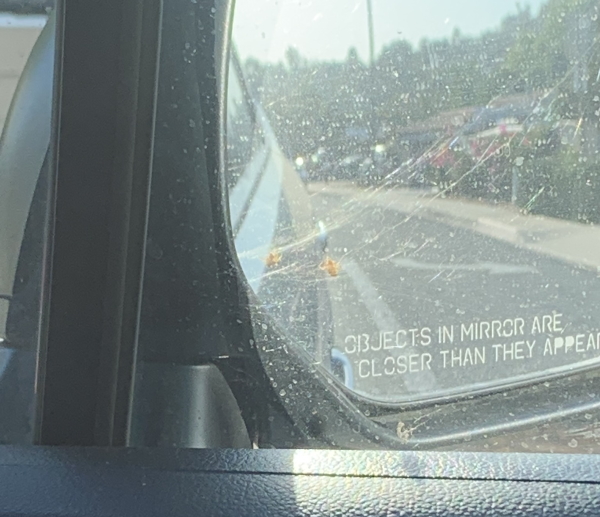 OBJECTS IN MIRROR ARE
CLOSER THAN THEY APPEAR